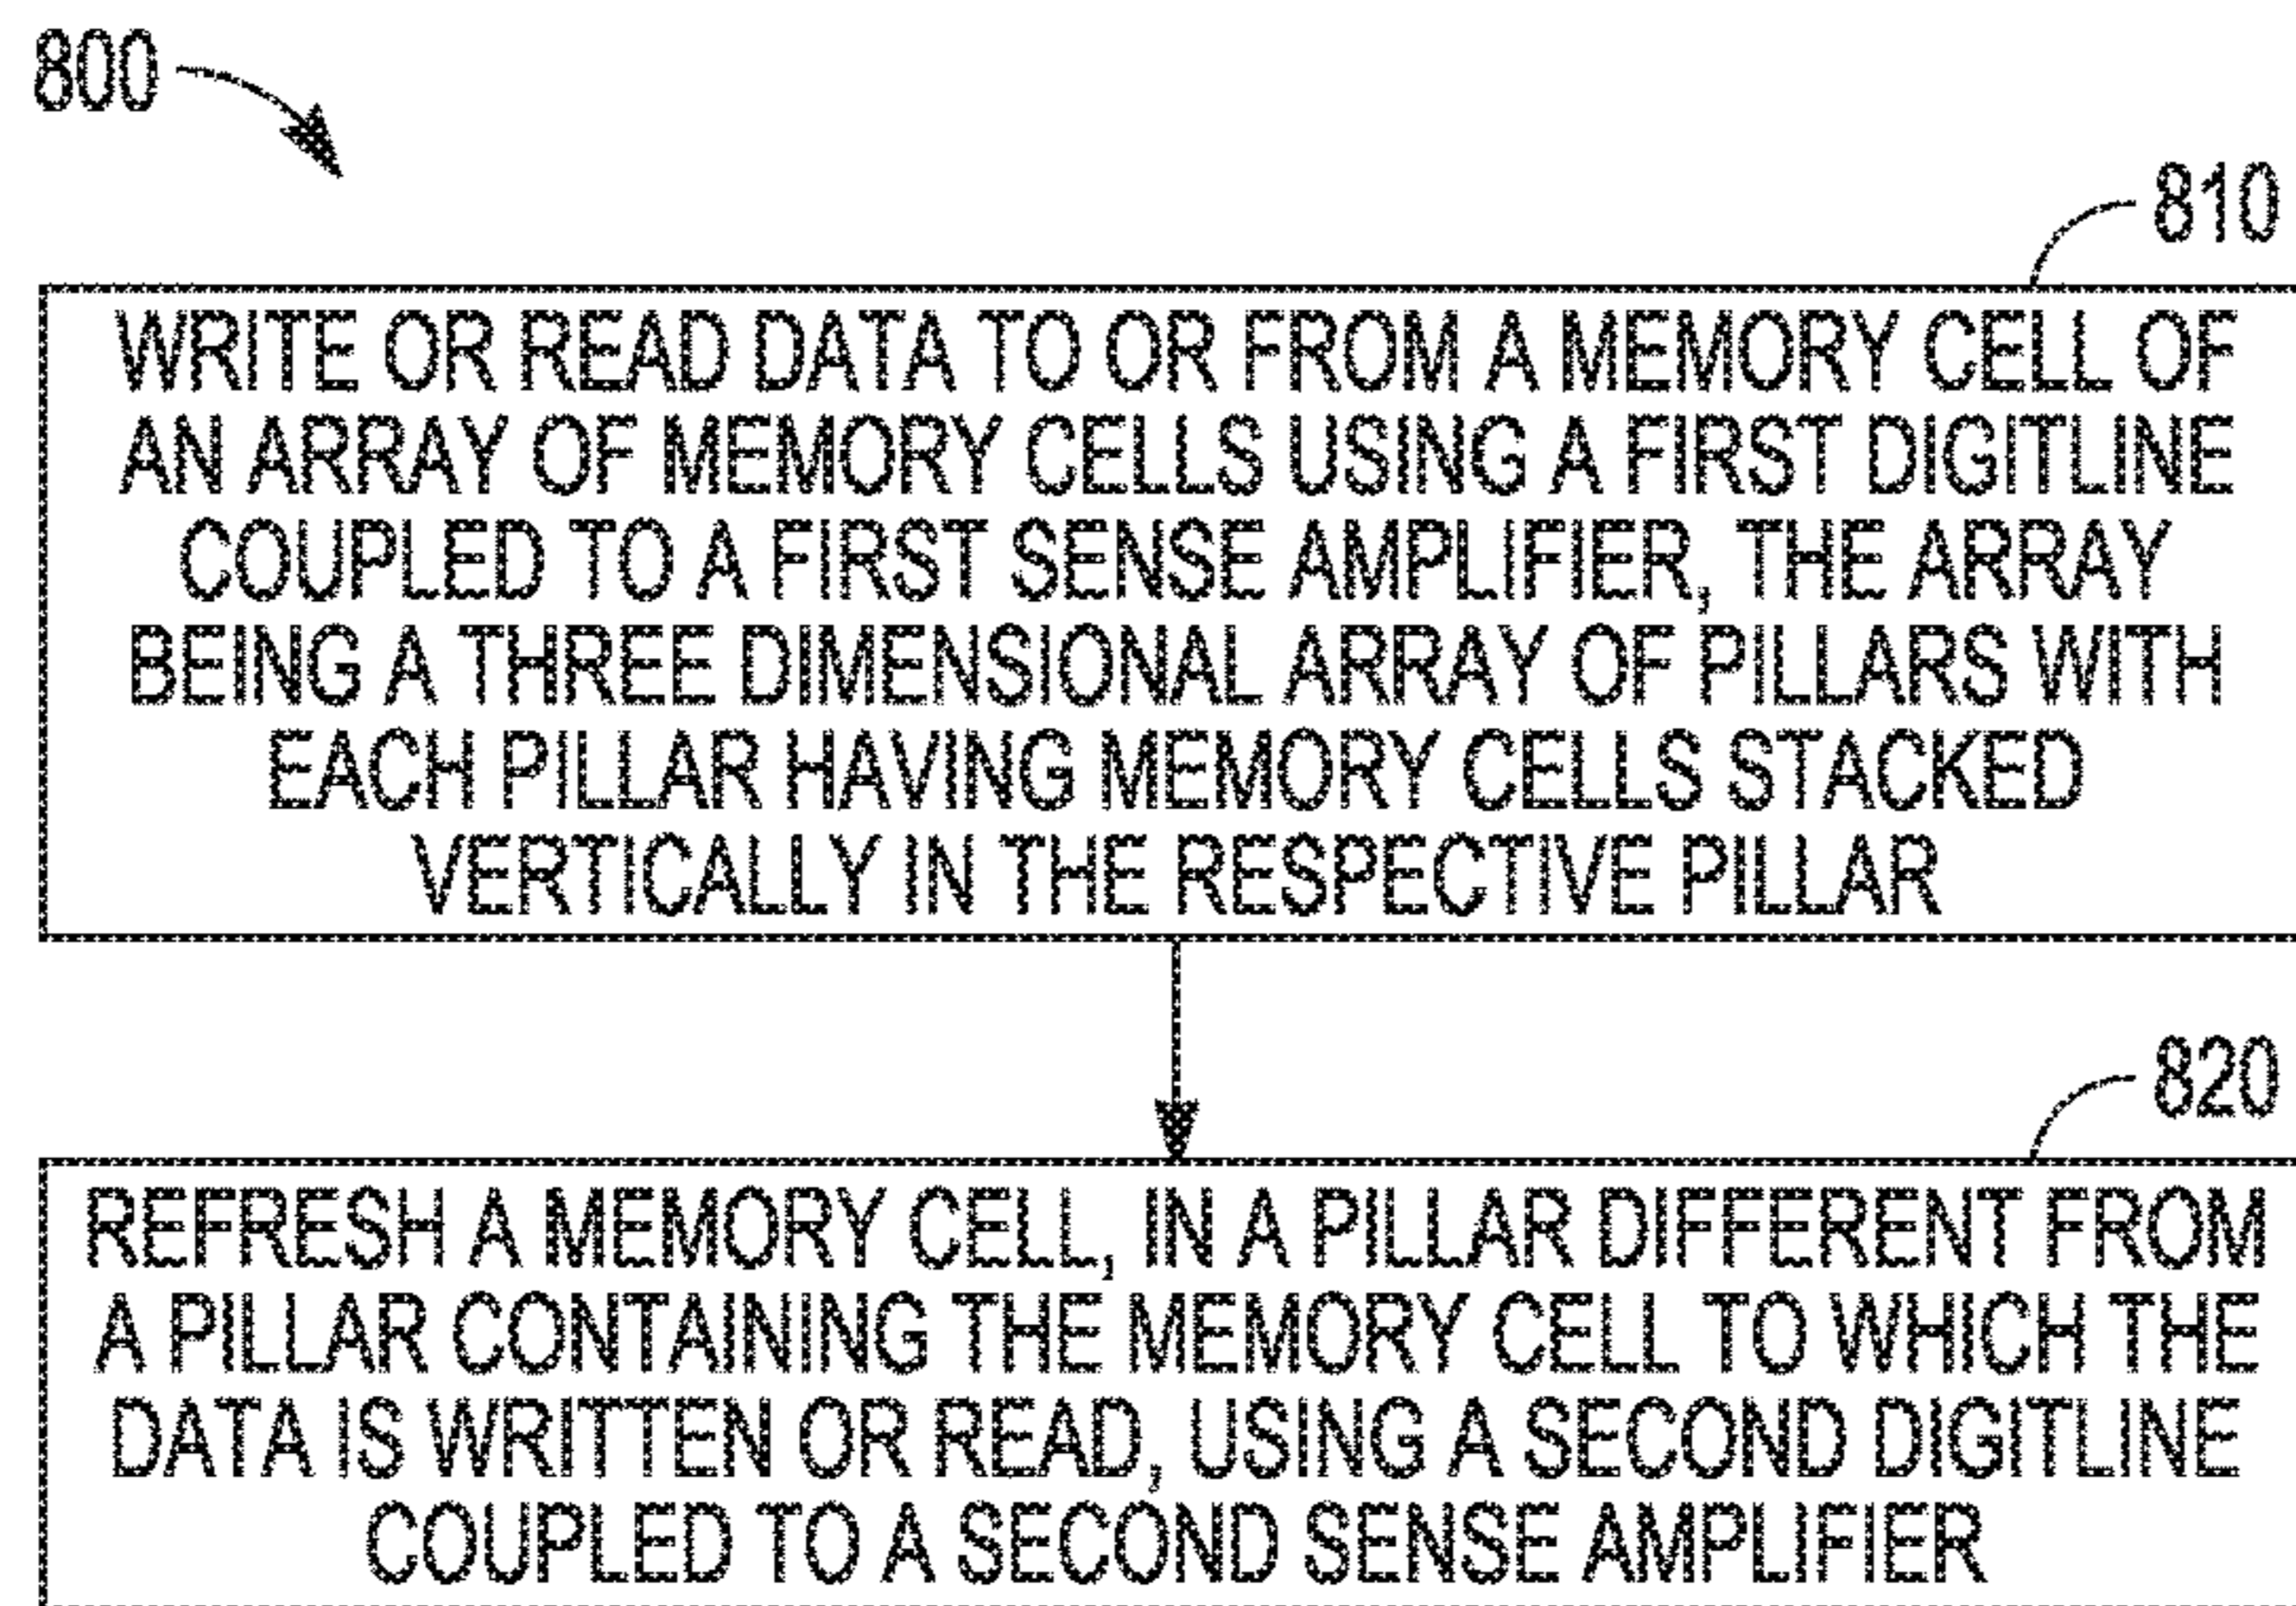 800
810
WRITE OR READ DATA TO OR FROM A MEMORY CELL OF
AN ARRAY OF MEMORY CELLS USING A FIRST DIGITLINE
COUPLED TO A FIRST SENSE AMPLIFIER, THE ARRAY
BEING A THREE DIMENSIONAL ARRAY OF PILLARS WITH
EACH PILLAR HAVING MEMORY CELLS STACKED
VERTICALLY IN THE RESPECTIVE PILLAR
820
REFRESH A MEMORY CELL, IN A PILLAR DIFFERENT FROM
A PILLAR CONTAINING THE MEMORY CELL TO WHICH THE
DATA IS WRITTEN OR READ, USING A SECOND DIGITLINE
COUPLED TO A SECOND SENSE AMPLIFIER